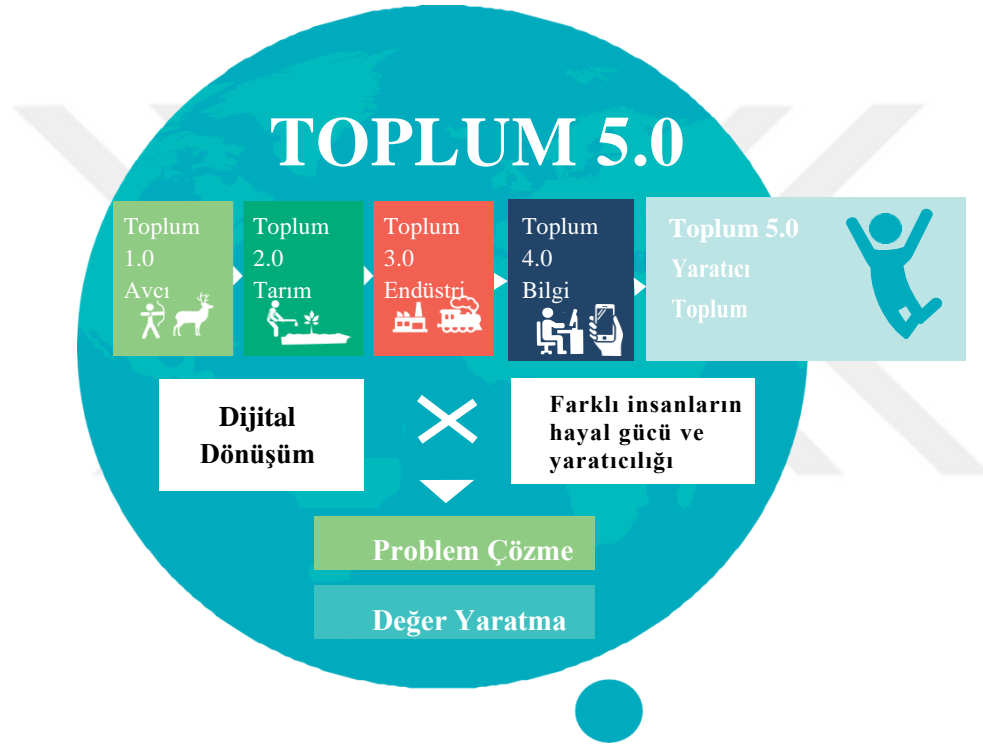 TOPLUM 5.0
Toplum
1.0
Avcı
Toplum
2.0
Tarım
Toplum
3.0
Endüstri
Toplum
4.0
Bilgi
Toplum 5.0
Yaratıcı
Toplum
Dijital
Dönüşüm
Farklı insanların
hayal gücü ve
yaratıcılığı
Problem Çözme
Değer Yaratma